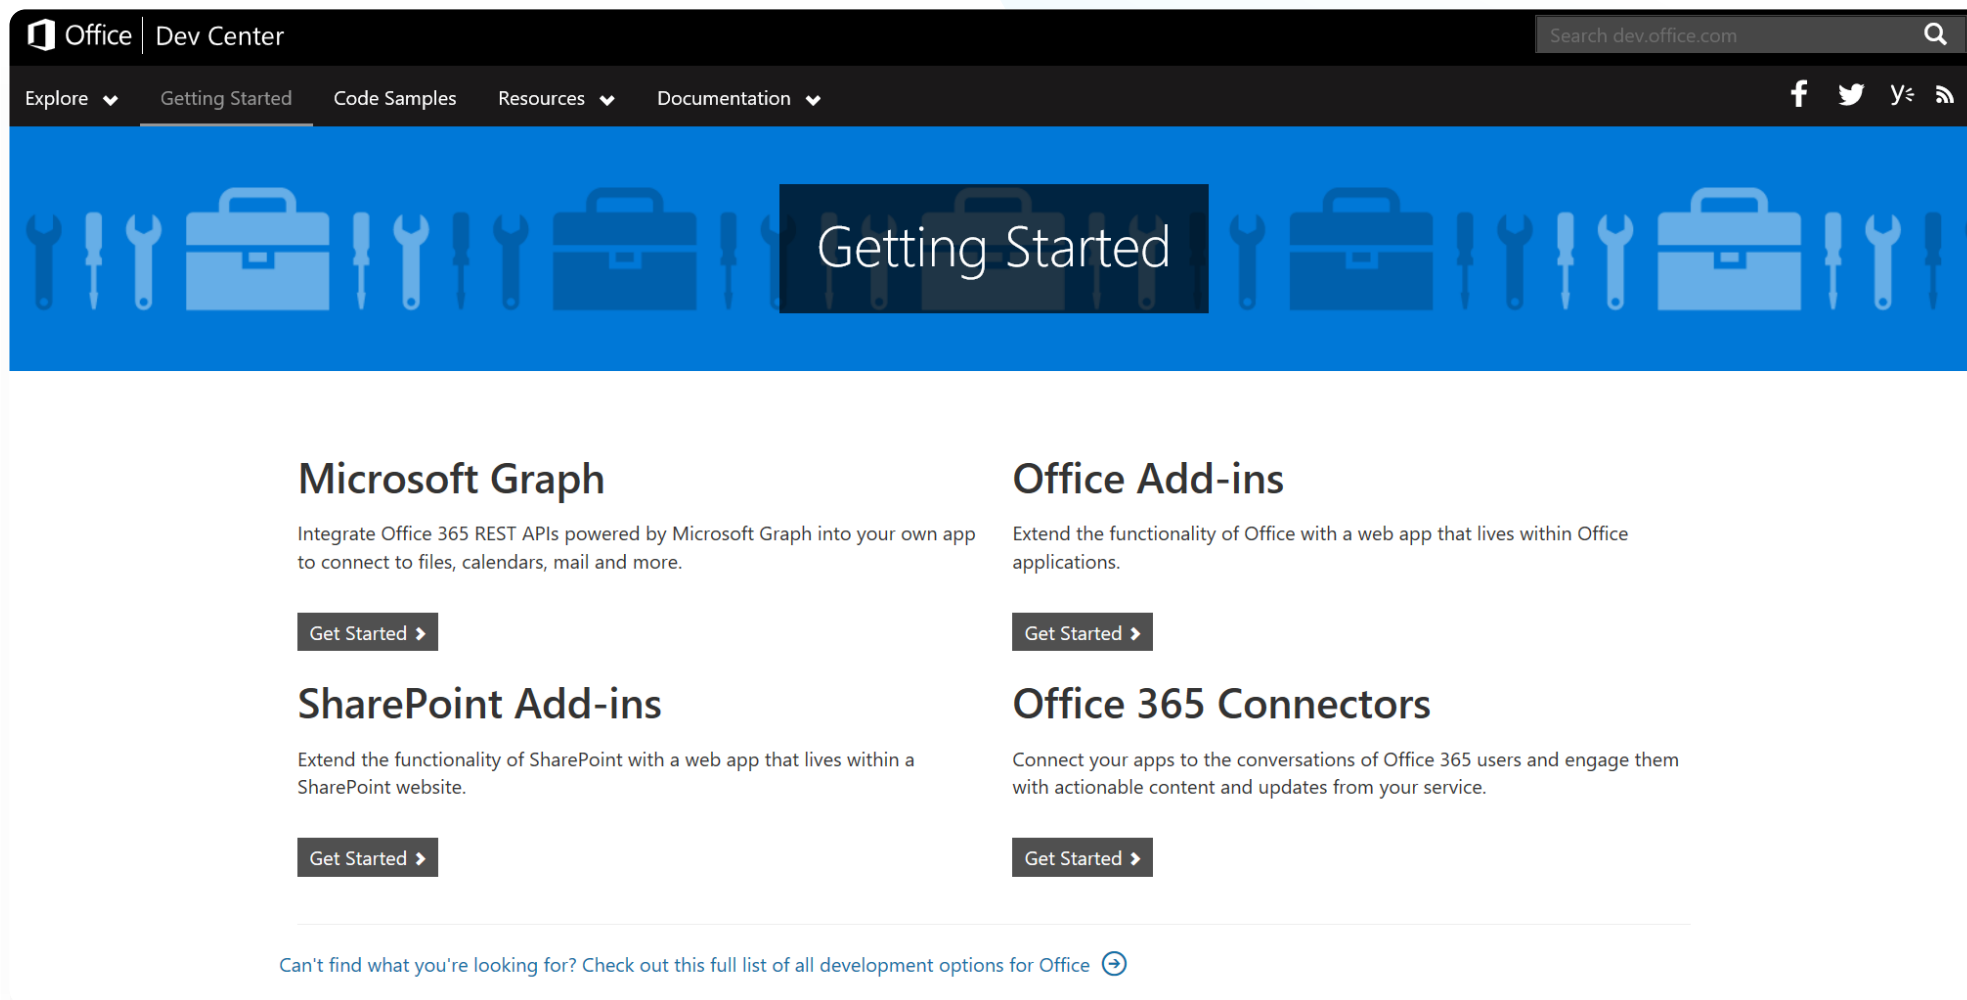 Office | Dev Center
Search dev.office.com
Explore
Getting Started
Code Samples
Resources
Documentation
Getting Started
Microsoft Graph
Integrate Office 365 REST APIs powered by Microsoft Graph into your own app
to connect to files, calendars, mail and more.
Get Started
Office Add-ins
Extend the functionality of Office with a web app that lives within Office
applications.
Get Started
SharePoint Add-ins
Extend the functionality of SharePoint with a web app that lives within a
SharePoint website.
Get Started
Office 365 Connectors
Connect your apps to the conversations of Office 365 users and engage them
with actionable content and updates from your service.
Get Started
Can't find what you're looking for? Check out this full list of all development options for Office